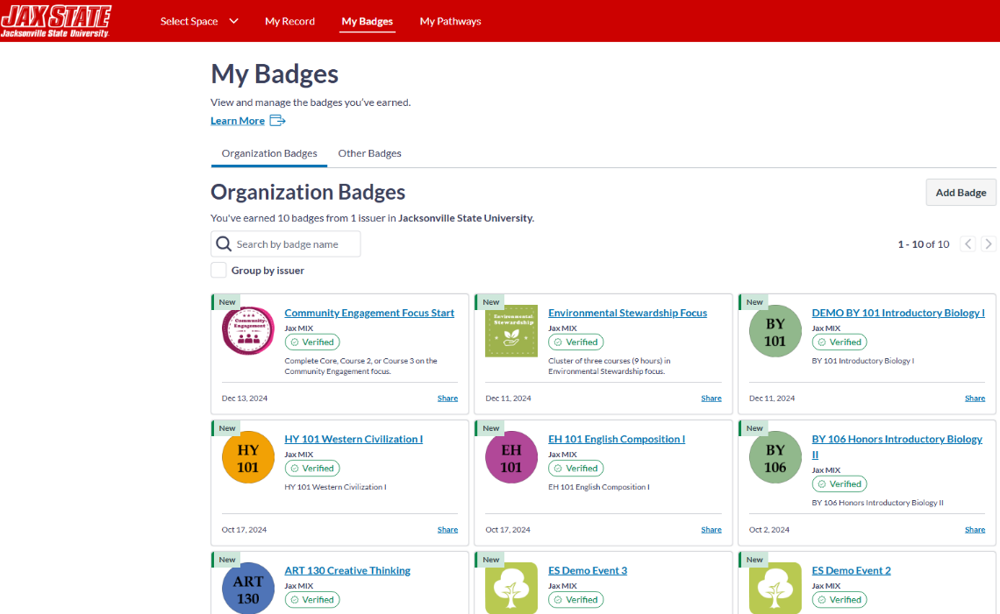 JAX STATE
Jacksonville State University
Select Space
My Record
My Badges
My Pathways
My Badges
View and manage the badges you've earned.
Learn More
Organization Badges
Other Badges
Organization Badges
Add Badge
You've earned 10 badges from 1 issuer in Jacksonville State University.
Search by badge name
1 - 10 of 10
Group by issuer
New
Community Engagement
Community Engagement Focus Start
Jax MIX
Verified
Complete Core, Course 2, or Course 3 on the
Community Engagement focus.
Dec 13, 2024
Share
New
Environmental
Stewardship
Environmental Stewardship Focus
Jax MIX
Verified
Cluster of three courses (9 hours) in
Environmental Stewardship focus.
Dec 11, 2024
Share
New
BY
101
DEMO BY 101 Introductory Biology I
Jax MIX
Verified
BY 101 Introductory Biology I
Dec 11, 2024
Share
New
HY
101
HY 101 Western Civilization I
Jax MIX
Verified
HY 101 Western Civilization I
Oct 17, 2024
Share
New
EH
101
EH 101 English Composition I
Jax MIX
Verified
EH 101 English Composition I
Oct 17, 2024
Share
New
BY
106
BY 106 Honors Introductory Biology
II
Jax MIX
Verified
BY 106 Honors Introductory Biology II
Oct 2, 2024
Share
New
ART
130
ART 130 Creative Thinking
Jax MIX
Verified
New
ES Demo Event 3
Jax MIX
Verified
New
ES Demo Event 2
Jax MIX
Verified